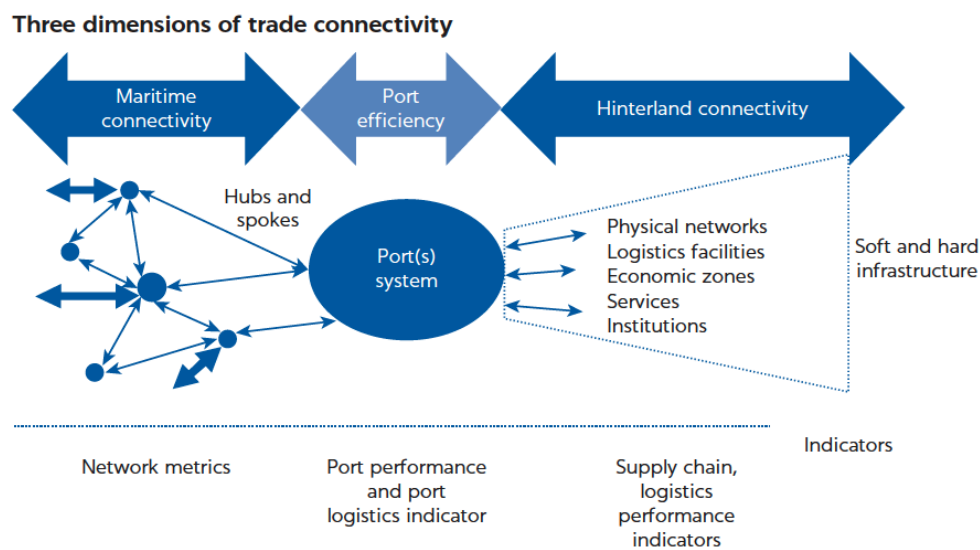 Three dimensions of trade connectivity
Maritime
connectivity
Port
efficiency
Hinterland connectivity
Hubs and
spokes
Port(s)
system
Physical networks
Logistics facilities
Economic zones
Services
Institutions
Soft and hard
infrastructure
Indicators
Network metrics
Port performance
and port
logistics indicator
Supply chain,
logistics
performance
indicators